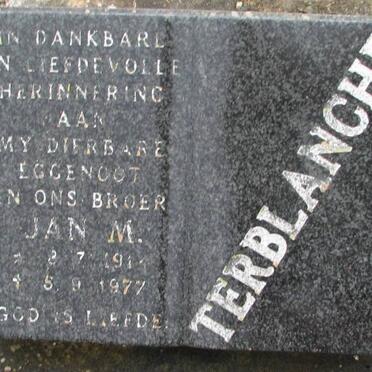 IN DANKBARE
EN LIEFDEVOLLE
HERINNERING
AAN
MY DIERBARE
EGGENOOT
EN ONS BROER
JAN M.
* 2.7.1914
† 5.9.1977
GOD IS LIEFDE.
TERBLANCHE